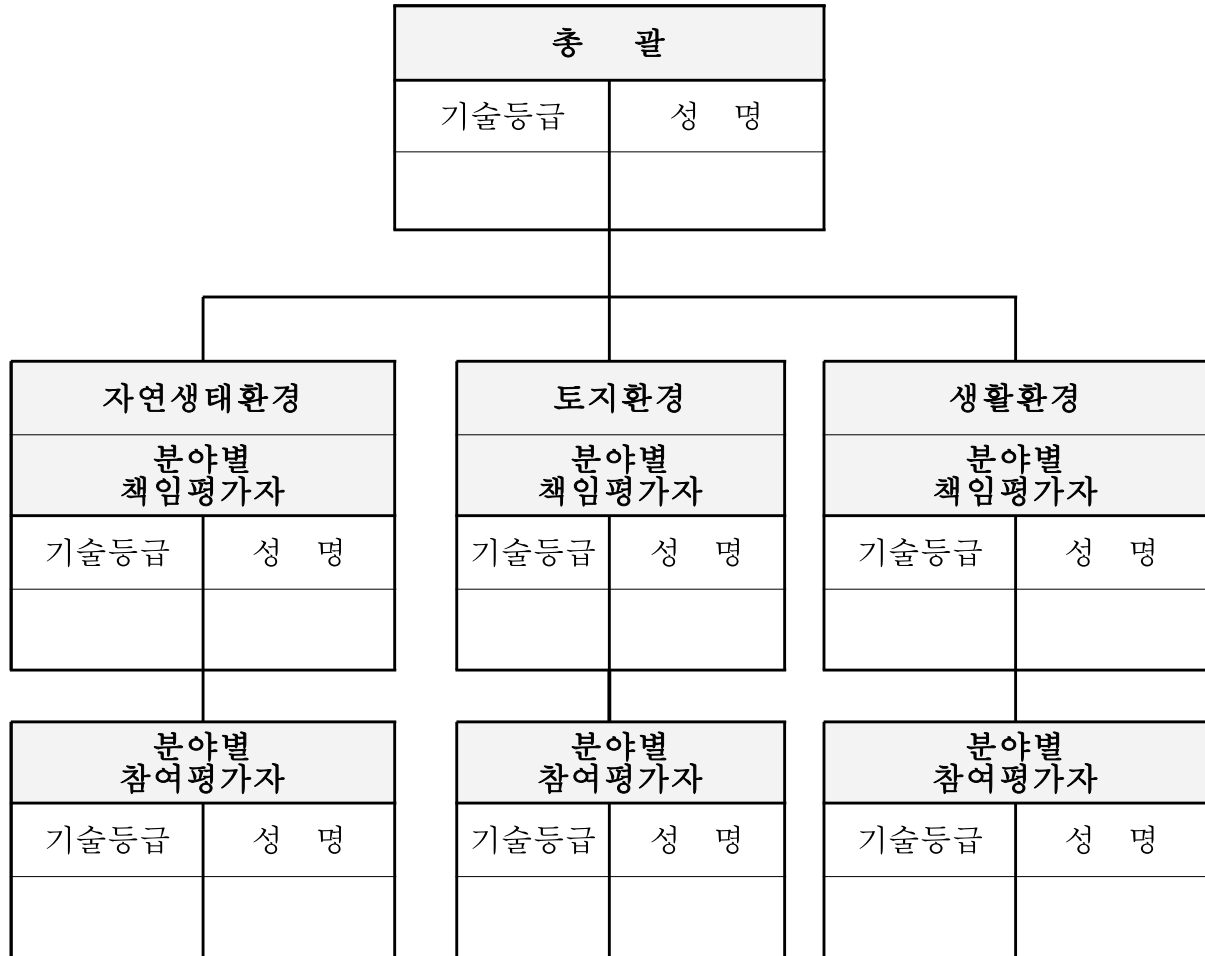 총 괄
기술등급 성 명
자연생태환경 토지환경 생활환경
분야별 분야별 분야별
책임평가자 책임평가자 책임평가자
기술등급 성 명 기술등급 성 명 기술등급 성 명
분야별 분야별 분야별
참여평가자 참여평가자 참여평가자
기술등급 성 명 기술등급 성 명 기술등급 성 명